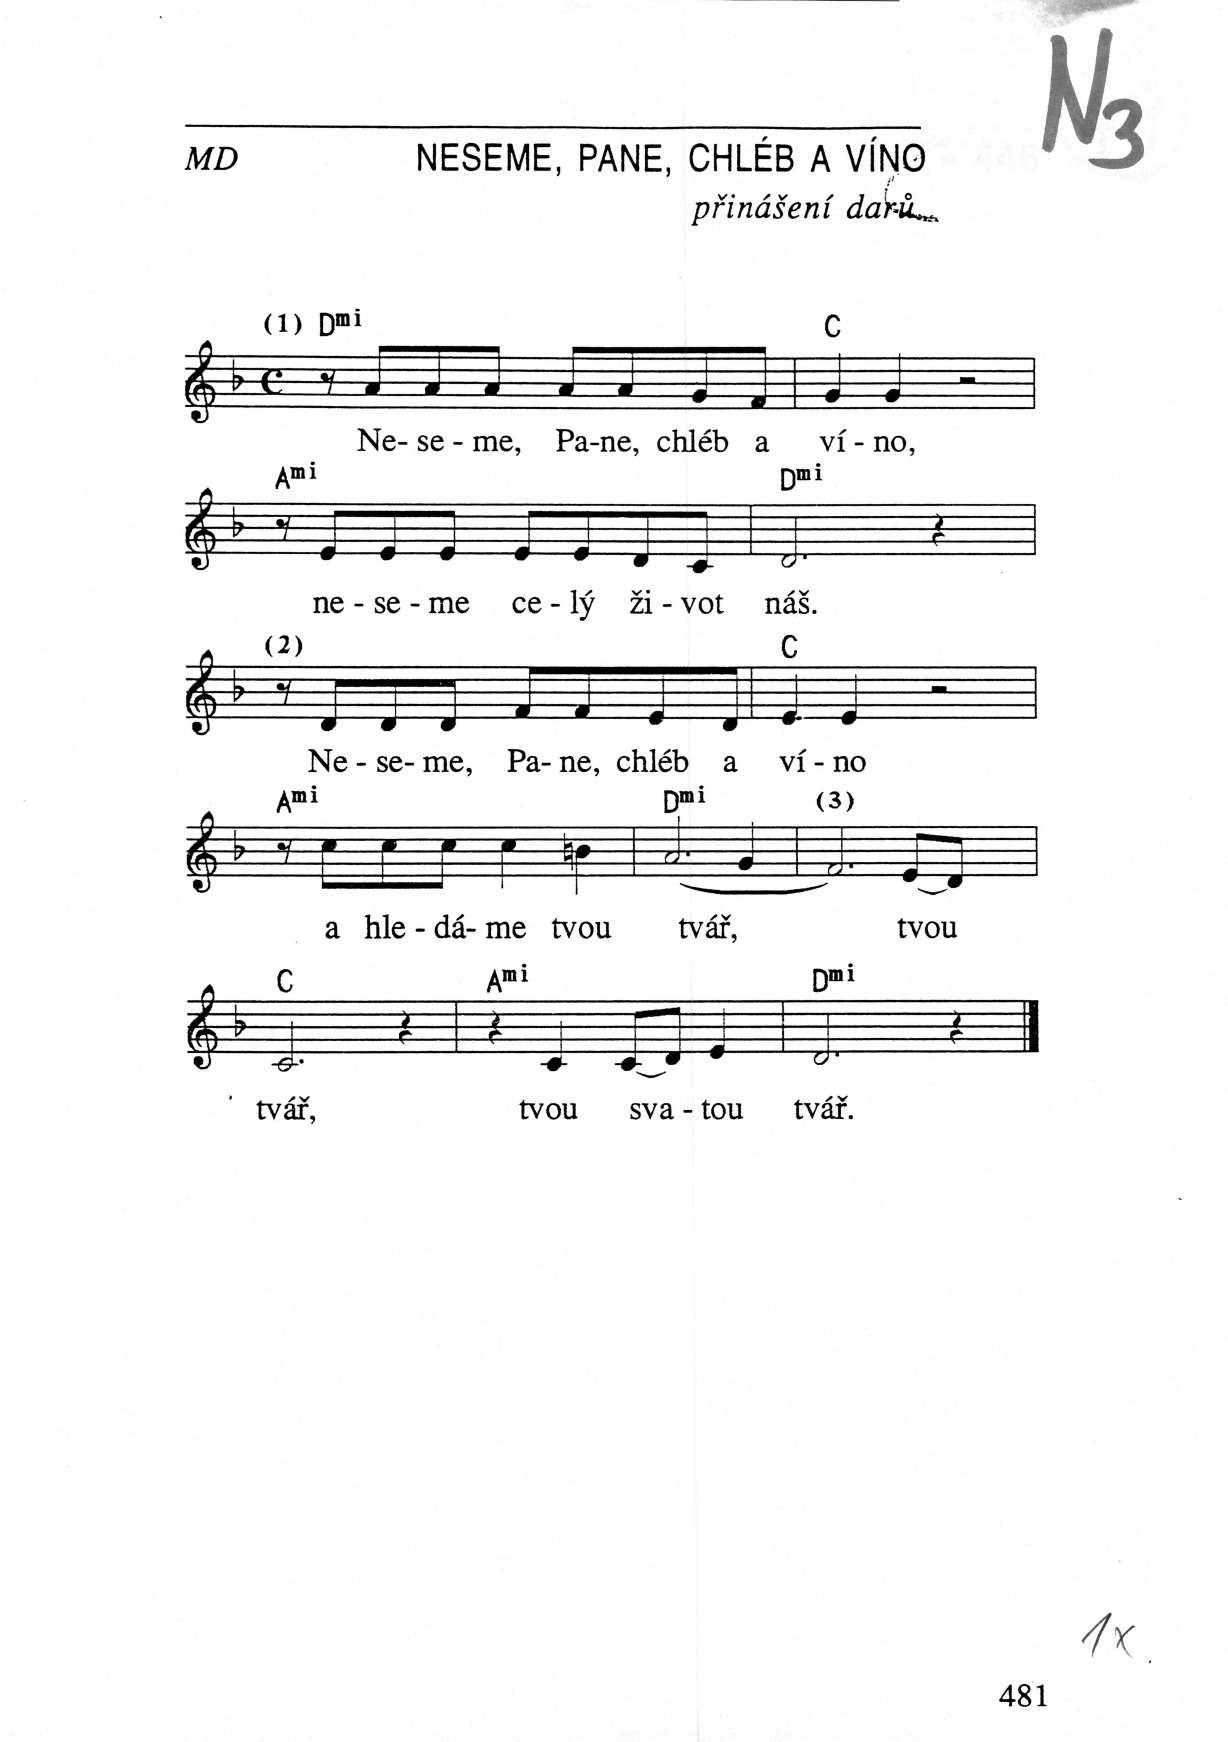 N3
MD NESEME, PANE, CHLÉB A VÍNO
přinášení darů
(1) Dmi C
Ne- se - me, Pa-ne, chléb a ví - no,
Ami Dmi
ne - se - me ce - lý ži - vot náš.
(2) C
Ne - se- me, Pa- ne, chléb a ví - no
Ami Dmi (3)
a hle - dá- me tvou tvář, tvou
C Ami Dmi
tvář, tvou sva - tou tvář.
1x
481